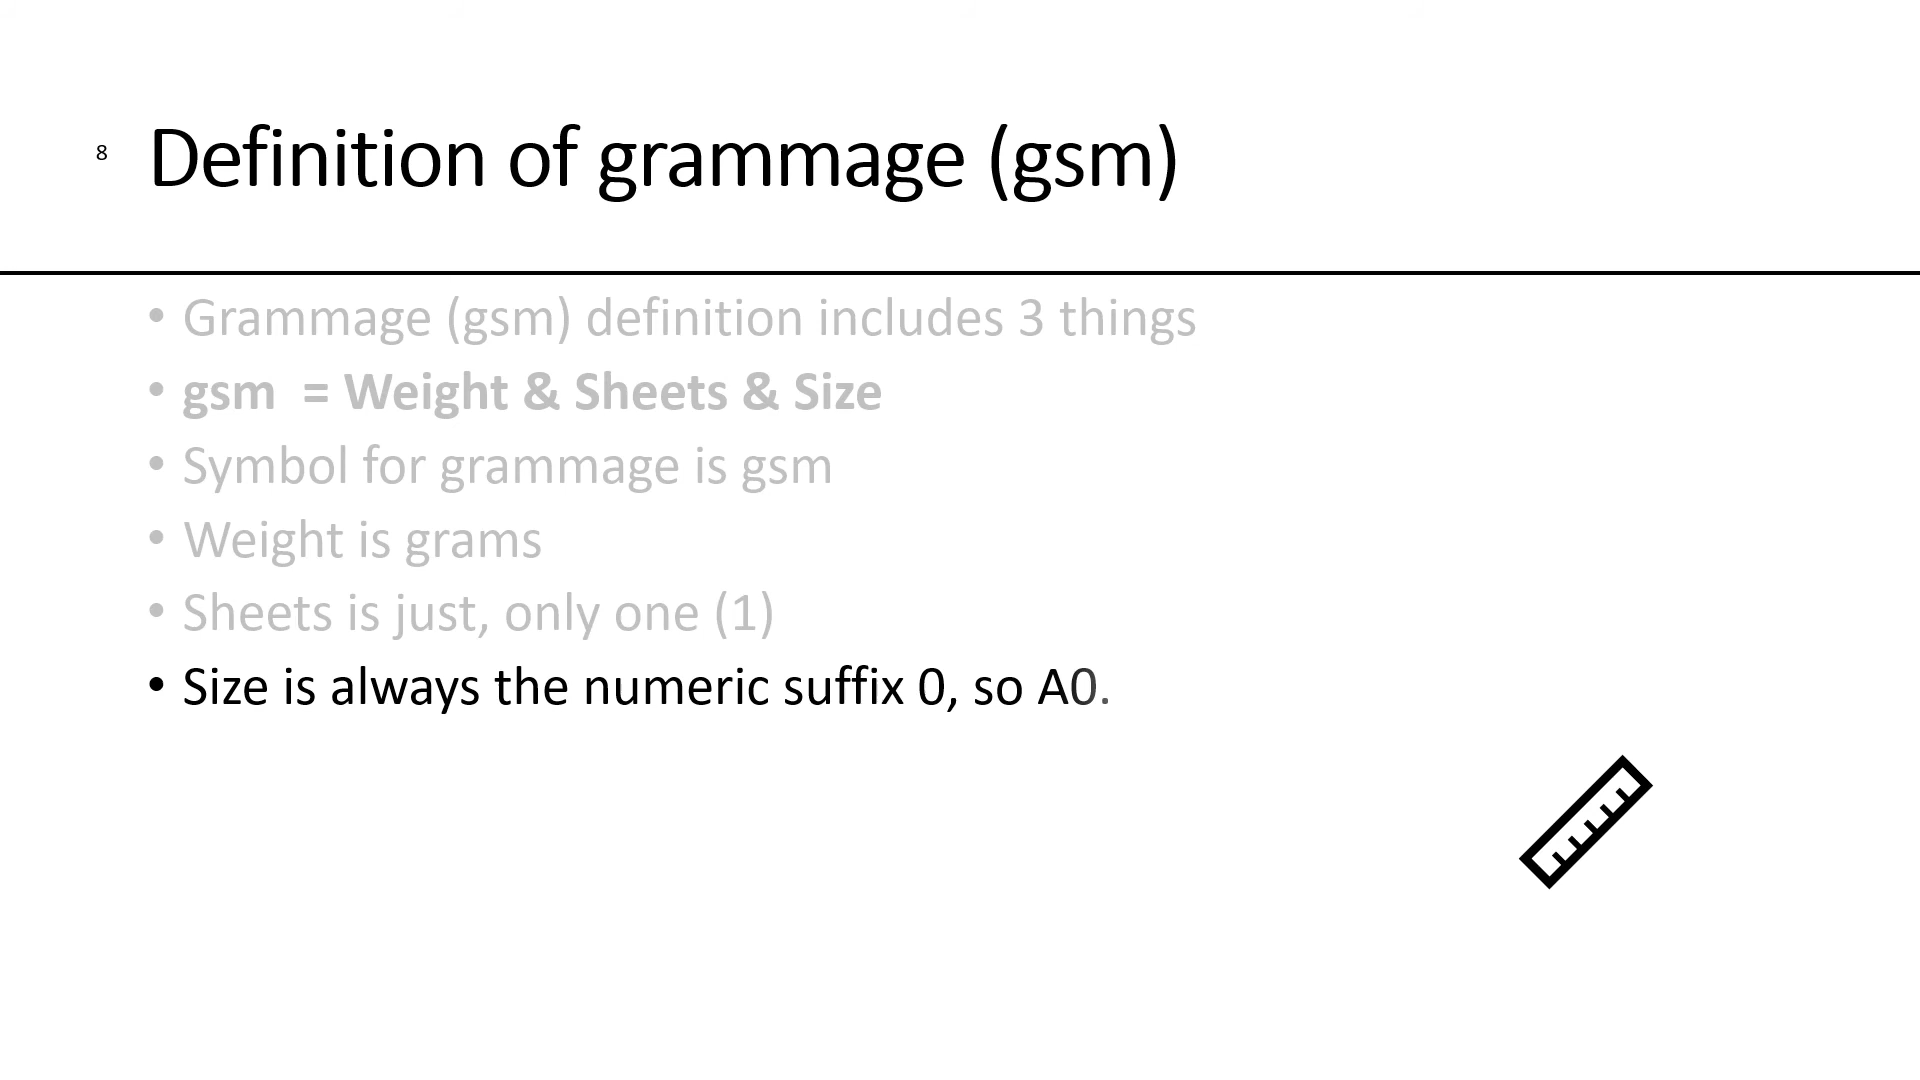 8
Definition of grammage (gsm)
• Grammage (gsm) definition includes 3 things
• gsm  = Weight & Sheets & Size
• Symbol for grammage is gsm
• Weight is grams
• Sheets is just, only one (1)
• Size is always the numeric suffix 0, so A0.